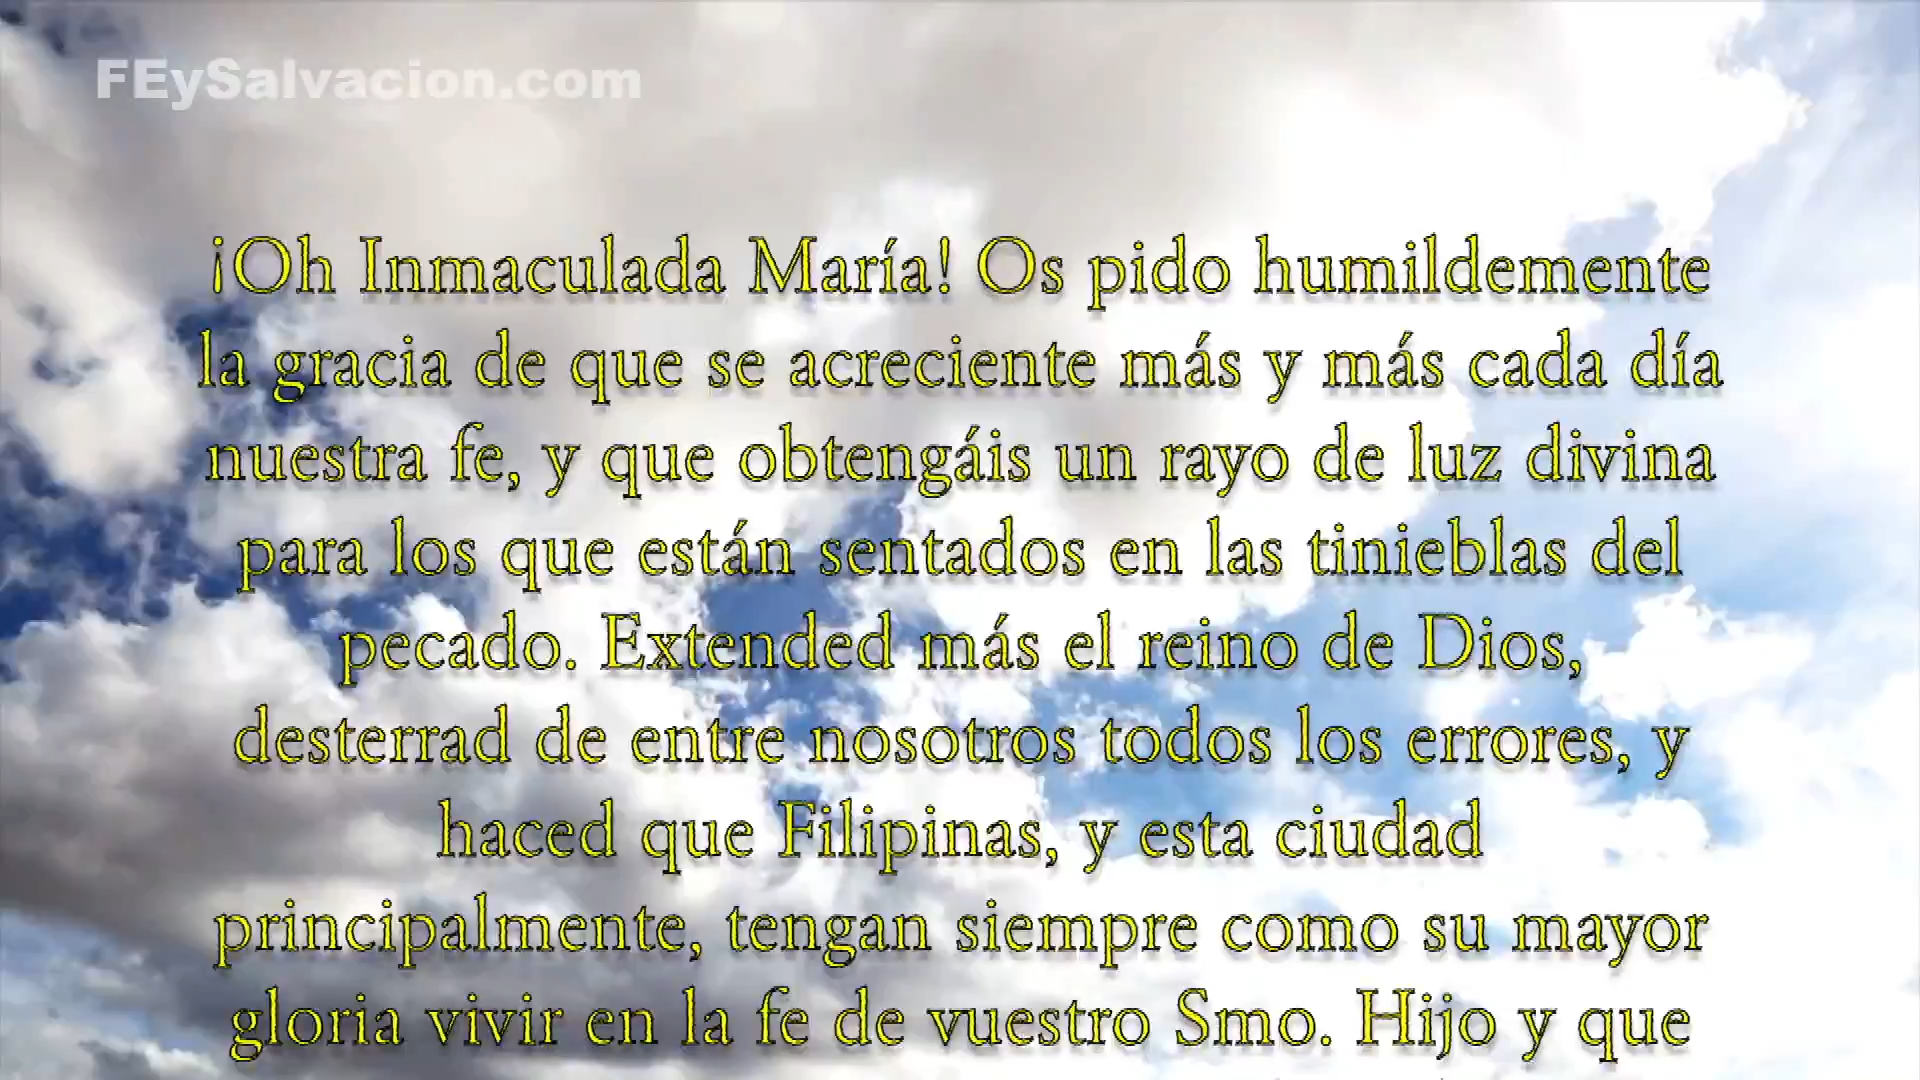 FEySalvacion.com
¡Oh Inmaculada María! Os pido humildemente
la gracia de que se acreciente más y más cada día
nuestra fe, y que obtengáis un rayo de luz divina
para los que están sentados en las tinieblas del
pecado. Extended más el reino de Dios,
desterrad de entre nosotros todos los errores, y
haced que Filipinas, y esta ciudad
principalmente, tengan siempre como su mayor
gloria vivir en la fe de vuestro Smo. Hijo y que